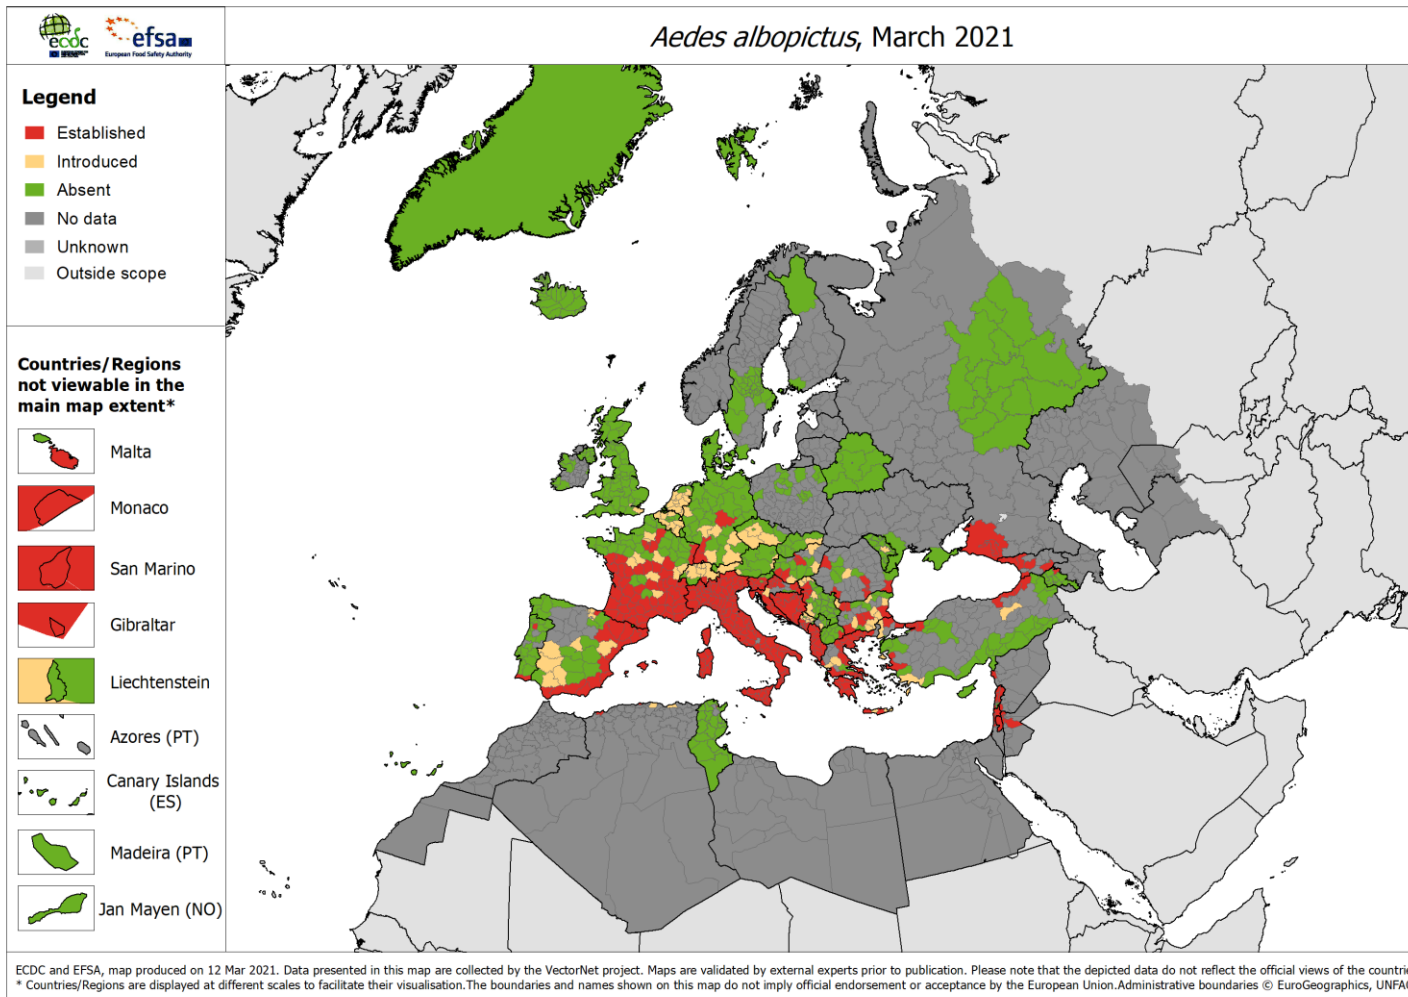 ecdc
efsa
European Food Safety Authority
Aedes albopictus, March 2021
Legend
Established
Introduced
Absent
No data
Unknown
Outside scope
Countries/Regions
not viewable in the
main map extent*
Malta
Monaco
San Marino
Gibraltar
Liechtenstein
Azores (PT)
Canary Islands
(ES)
Madeira (PT)
Jan Mayen (NO)
ECDC and EFSA, map produced on 12 Mar 2021. Data presented in this map are collected by the VectorNet project. Maps are validated by external experts prior to publication. Please note that the depicted data do not reflect the official views of the countrie
* Countries/Regions are displayed at different scales to facilitate their visualisation.The boundaries and names shown on this map do not imply official endorsement or acceptance by the European Union.Administrative boundaries © EuroGeographics, UNFAO